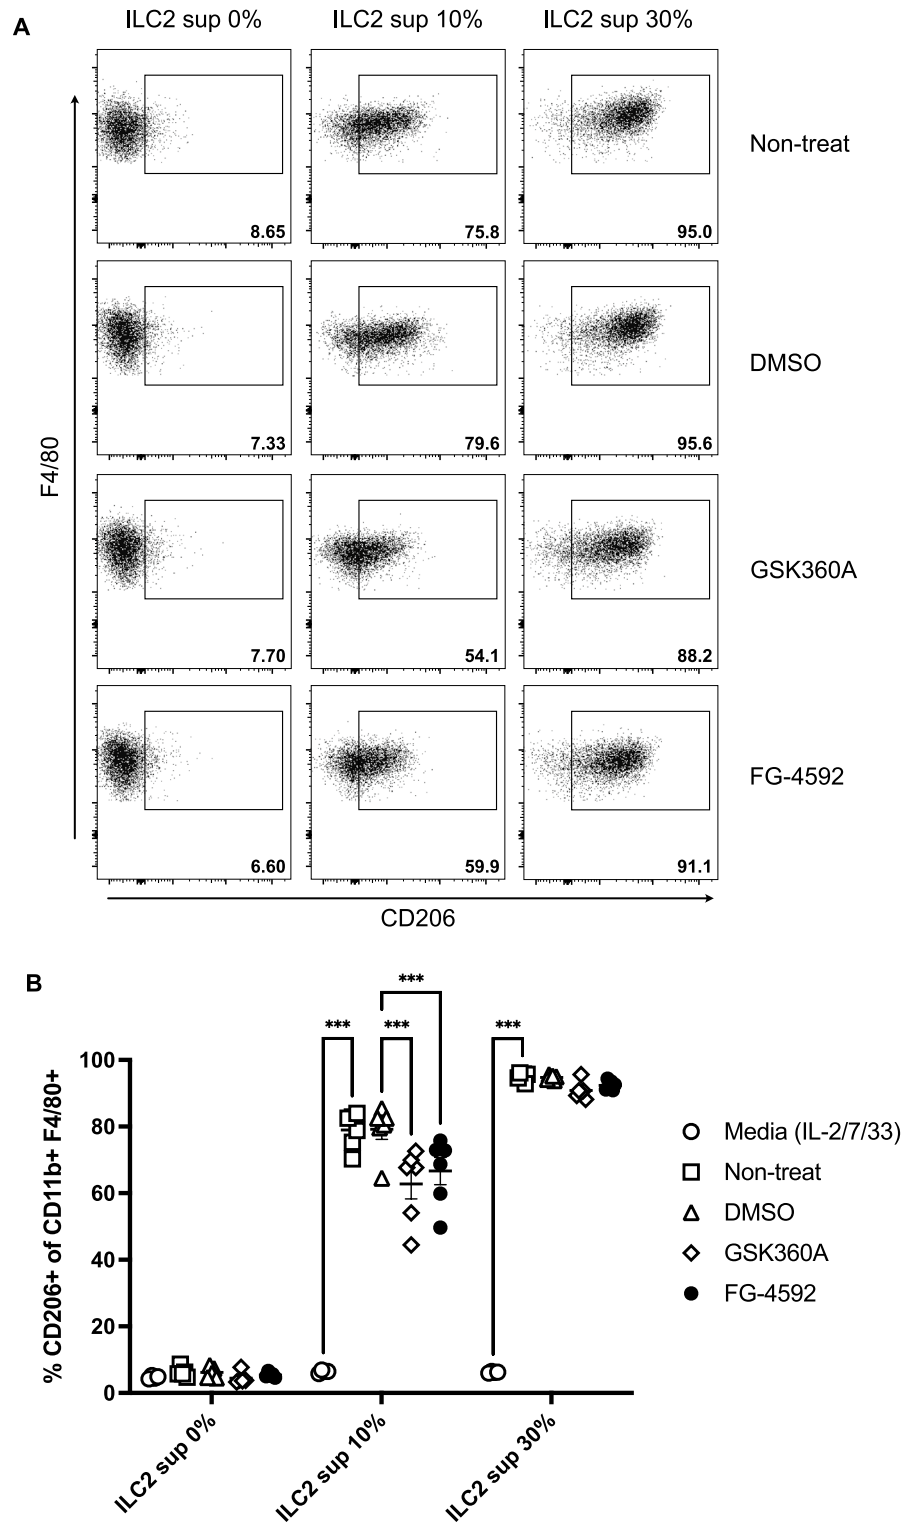 A
ILC2 sup 0% ILC2 sup 10% ILC2 sup 30%
8.65 75.8 95.0 Non-treat
7.33 79.6 95.6 DMSO
7.70 54.1 88.2 GSK360A
6.60 59.9 91.1 FG-4592
F4/80
CD206
B
***
*** *** ***
% CD206+ of CD11b+ F4/80+
100
80
60
40
20
0
ILC2 sup 0% ILC2 sup 10% ILC2 sup 30%
Media (IL-2/7/33)
Non-treat
DMSO
GSK360A
FG-4592